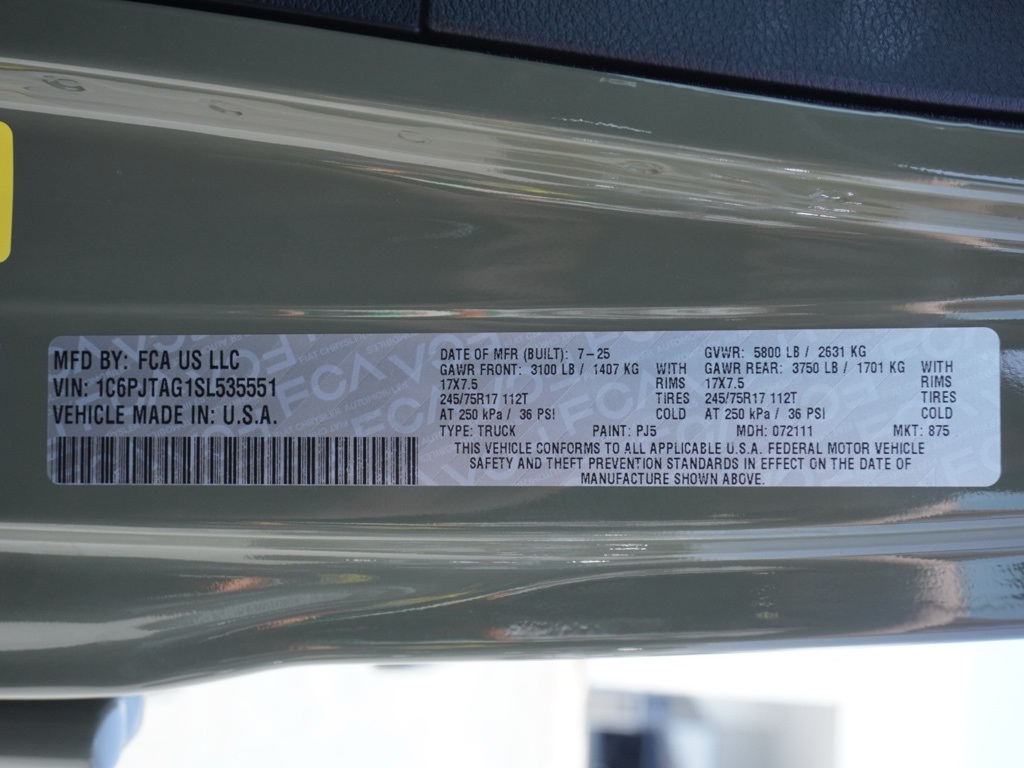 MFD BY: FCA US LLC
VIN: 1C6PJTAG1SL535551
VEHICLE MADE IN: U.S.A.
DATE OF MFR (BUILT): 7-25
GVWR: 5800 LB / 2631 KG
GAWR FRONT: 3100 LB / 1407 KG WITH
GAWR REAR: 3750 LB / 1701 KG WITH
17X7.5 RIMS
17X7.5 RIMS
245/75R17 112T TIRES
245/75R17 112T TIRES
AT 250 kPa / 36 PSI COLD
AT 250 kPa / 36 PSI COLD
TYPE: TRUCK PAINT: PJ5 MDH: 072111 MKT: 875
THIS VEHICLE CONFORMS TO ALL APPLICABLE U.S.A. FEDERAL MOTOR VEHICLE
SAFETY AND THEFT PREVENTION STANDARDS IN EFFECT ON THE DATE OF
MANUFACTURE SHOWN ABOVE.